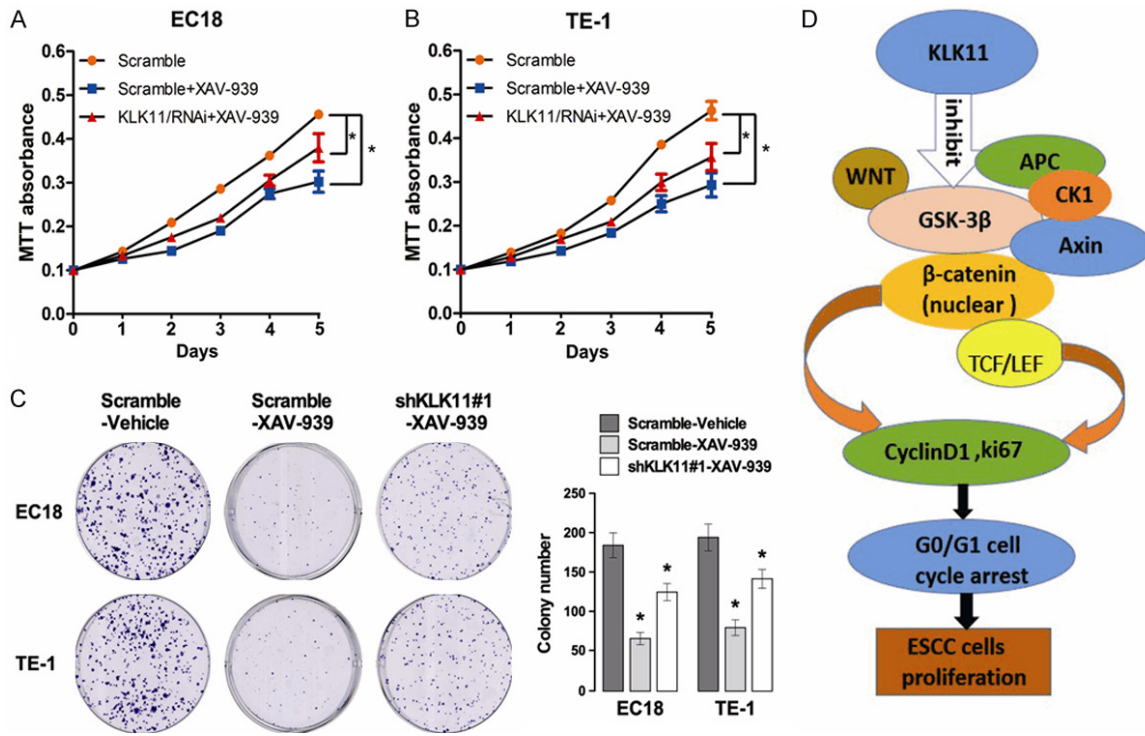 A
EC18
Scramble
Scramble+XAV-939
KLK11/RNAi+XAV-939
*
*
MTT absorbance
0.6
0.5
0.4
0.3
0.2
0.1
0.0
0 1 2 3 4 5
Days
B
TE-1
Scramble
Scramble+XAV-939
KLK11/RNAi+XAV-939
*
*
MTT absorbance
0.6
0.5
0.4
0.3
0.2
0.1
0.0
0 1 2 3 4 5
Days
C
Scramble
-Vehicle
Scramble
-XAV-939
shKLK11#1
-XAV-939
EC18
TE-1
Scramble-Vehicle
Scramble-XAV-939
shKLK11#1-XAV-939
Colony number
250
200
150
100
50
0
*
*
*
*
EC18 TE-1
D
KLK11
inhibit
WNT
APC
CK1
GSK-3β
Axin
β-catenin
(nuclear )
TCF/LEF
CyclinD1 ,ki67
G0/G1 cell
cycle arrest
ESCC cells
proliferation